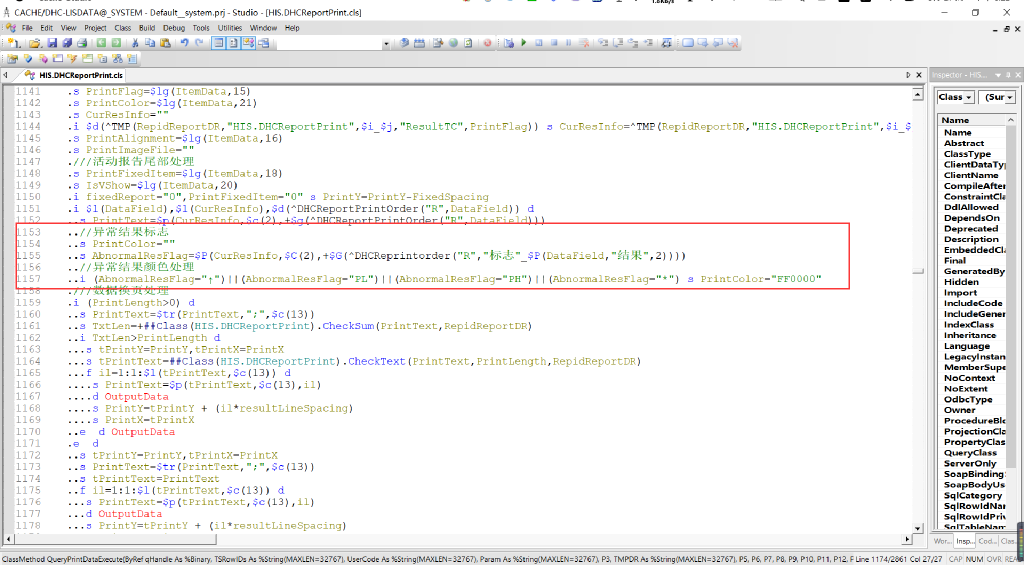 CACHE/DHC-LISDATA@_SYSTEM - Default__system.prj - Studio - [HIS.DHCReportPrint.cls]
File Edit View Project Class Build Debug Tools Utilities Window Help
HIS.DHCReportPrint.cls
1141 .s PrintFlag=$lg(ItemData,15)
1142 .s PrintColor=$lg(ItemData,21)
1143 .s CurResInfo=""
1144 .i $d(^TMP(RepidReportDR,"HIS.DHCReportPrint",$i_$j,"ResultTC",PrintFlag)) s CurResInfo=^TMP(RepidReportDR,"HIS.DHCReportPrint",$i_$
1145 .s PrintAlignment=$lg(ItemData,16)
1146 .s PrintImageFile=""
1147 .///活动报告尾部处理
1148 .s PrintFixedItem=$lg(ItemData,18)
1149 .s IsVShow=$lg(ItemData,20)
1150 .i fixedReport="0",PrintFixedItem="0" s PrintY=PrintY-FixedSpacing
1151 .i $l(DataField),$l(CurResInfo),$d(^DHCReportPrintOrder("R",DataField)) d
1152 ..s PrintText=$p(CurResInfo,$c(2),+$g(^DHCReportPrintOrder("R",DataField)))
1153 ..//异常结果标志
1154 ..s PrintColor=""
1155 ..s AbnormalResFlag=$P(CurResInfo,$C(2),+$G(^DHCReprintorder("R","标志"_$P(DataField,"结果",2))))
1156 ..//异常结果颜色处理
1157 ..i (AbnormalResFlag="↑")||(AbnormalResFlag="PL")||(AbnormalResFlag="PH")||(AbnormalResFlag="*") s PrintColor="FF0000"
1158 .///数据换页处理
1159 .i (PrintLength>0) d
1160 ..s PrintText=$tr(PrintText,";",$c(13))
1161 ..s TxtLen=+##Class(HIS.DHCReportPrint).CheckSum(PrintText,RepidReportDR)
1162 ..i TxtLen>PrintLength d
1163 ...s tPrintY=PrintY,tPrintX=PrintX
1164 ...s tPrintText=##Class(HIS.DHCReportPrint).CheckText(PrintText,PrintLength,RepidReportDR)
1165 ...f il=1:1:$l(tPrintText,$c(13)) d
1166 ....s PrintText=$p(tPrintText,$c(13),il)
1167 ....d OutputData
1168 ....s PrintY=tPrintY + (il*resultLineSpacing)
1169 ....s PrintX=tPrintX
1170 ..e d OutputData
1171 .e d
1172 ..s tPrintY=PrintY,tPrintX=PrintX
1173 ..s PrintText=$tr(PrintText,";",$c(13))
1174 ..s tPrintText=PrintText
1175 ..f il=1:1:$l(tPrintText,$c(13)) d
1176 ...s PrintText=$p(tPrintText,$c(13),il)
1177 ...d OutputData
1178 ...s PrintY=tPrintY + (il*resultLineSpacing)
Inspector - HIS...
Class (Sur
Name
Name
Abstract
ClassType
ClientDataTy
ClientName
CompileAfter
ConstraintCla
DdlAllowed
DependsOn
Deprecated
Description
EmbeddedCla
Final
GeneratedBy
Hidden
Import
IncludeCode
IncludeGener
IndexClass
Inheritance
Language
LegacyInstan
MemberSupe
NoContext
NoExtent
OdbcType
Owner
ProcedureBlo
ProjectionCla
PropertyClas
QueryClass
ServerOnly
SoapBinding
SoapBodyUs
SqlCategory
SqlRowIdNar
SqlRowIdPriv
SqlTableNam
Wor... Insp... Cod... Clas...
ClassMethod QueryPrintDataExecute(ByRef qHandle As %Binary, TSRowIDs As %String(MAXLEN=32767), UserCode As %String(MAXLEN=32767), Param As %String(MAXLEN=32767), P3, TMPDR As %String(MAXLEN=32767), P5, P6, P7, P8, P9, P10, P11, P12, F Line 1174/2861 Col 27/27 CAP NUM OVR REA